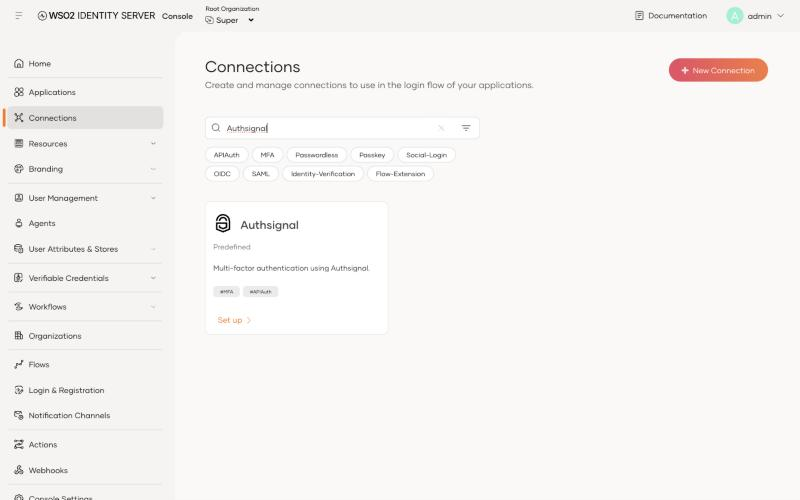 WSO2 IDENTITY SERVER Console
Root Organization
Super
Documentation
A
admin
Home
Applications
Connections
Resources
Branding
User Management
Agents
User Attributes & Stores
Verifiable Credentials
Workflows
Organizations
Flows
Login & Registration
Notification Channels
Actions
Webhooks
Console Settings
Connections
Create and manage connections to use in the login flow of your applications.
New Connection
Authsignal
APIAuth
MFA
Passwordless
Passkey
Social-Login
OIDC
SAML
Identity-Verification
Flow-Extension
Authsignal
Predefined
Multi-factor authentication using Authsignal.
#MFA
#APIAuth
Set up